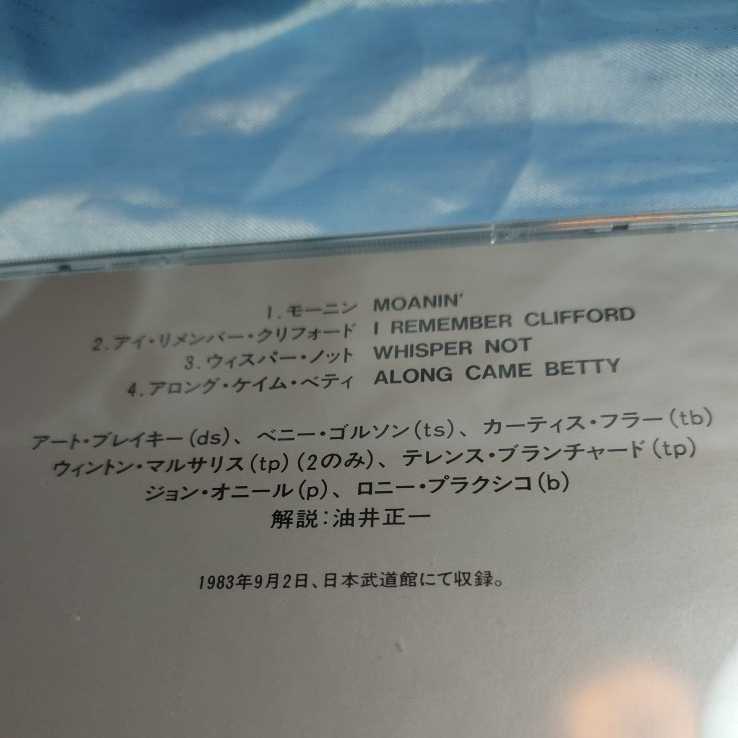 1.モーニン MOANIN'
2.アイ・リメンバー・クリフォード I REMEMBER CLIFFORD
3.ウィスパー・ノット WHISPER NOT
4.アロング・ケイム・ベティ ALONG CAME BETTY
アート・ブレイキー(ds)、ベニー・ゴルソン(ts)、カーティス・フラー(tb)
ウィントン・マルサリス(tp)(2のみ)、テレンス・ブランチャード(tp)
ジョン・オニール(p)、ロニー・プラクシコ(b)
解説:油井正一
1983年9月2日、日本武道館にて収録。